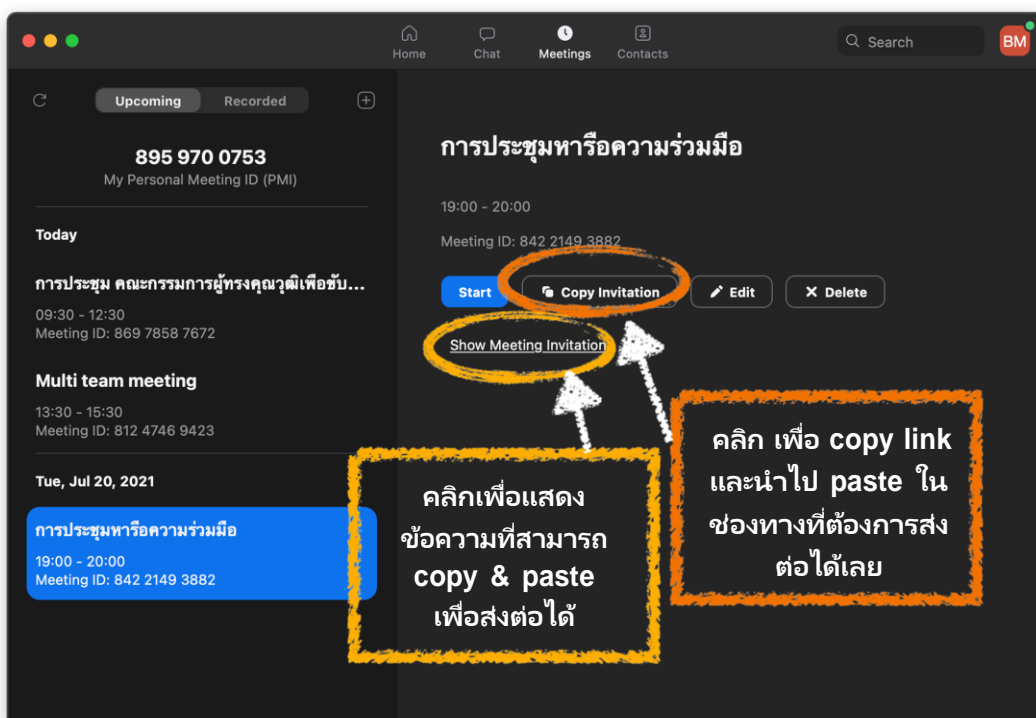 Home
Chat
Meetings
Contacts
Search
BM
Upcoming
Recorded
895 970 0753
My Personal Meeting ID (PMI)
Today
การประชุม คณะกรรมการผู้ทรงคุณวุฒิเพื่อขับ...
09:30 - 12:30
Meeting ID: 869 7858 7672
Multi team meeting
13:30 - 15:30
Meeting ID: 812 4746 9423
Tue, Jul 20, 2021
การประชุมหารือความร่วมมือ
19:00 - 20:00
Meeting ID: 842 2149 3882
การประชุมหารือความร่วมมือ
19:00 - 20:00
Meeting ID: 842 2149 3882
Start
Copy Invitation
Edit
Delete
Show Meeting Invitation
คลิกเพื่อแสดง
ข้อความที่สามารถ
copy & paste
เพื่อส่งต่อได้
คลิก เพื่อ copy link
และนำไป paste ใน
ช่องทางที่ต้องการส่ง
ต่อได้เลย